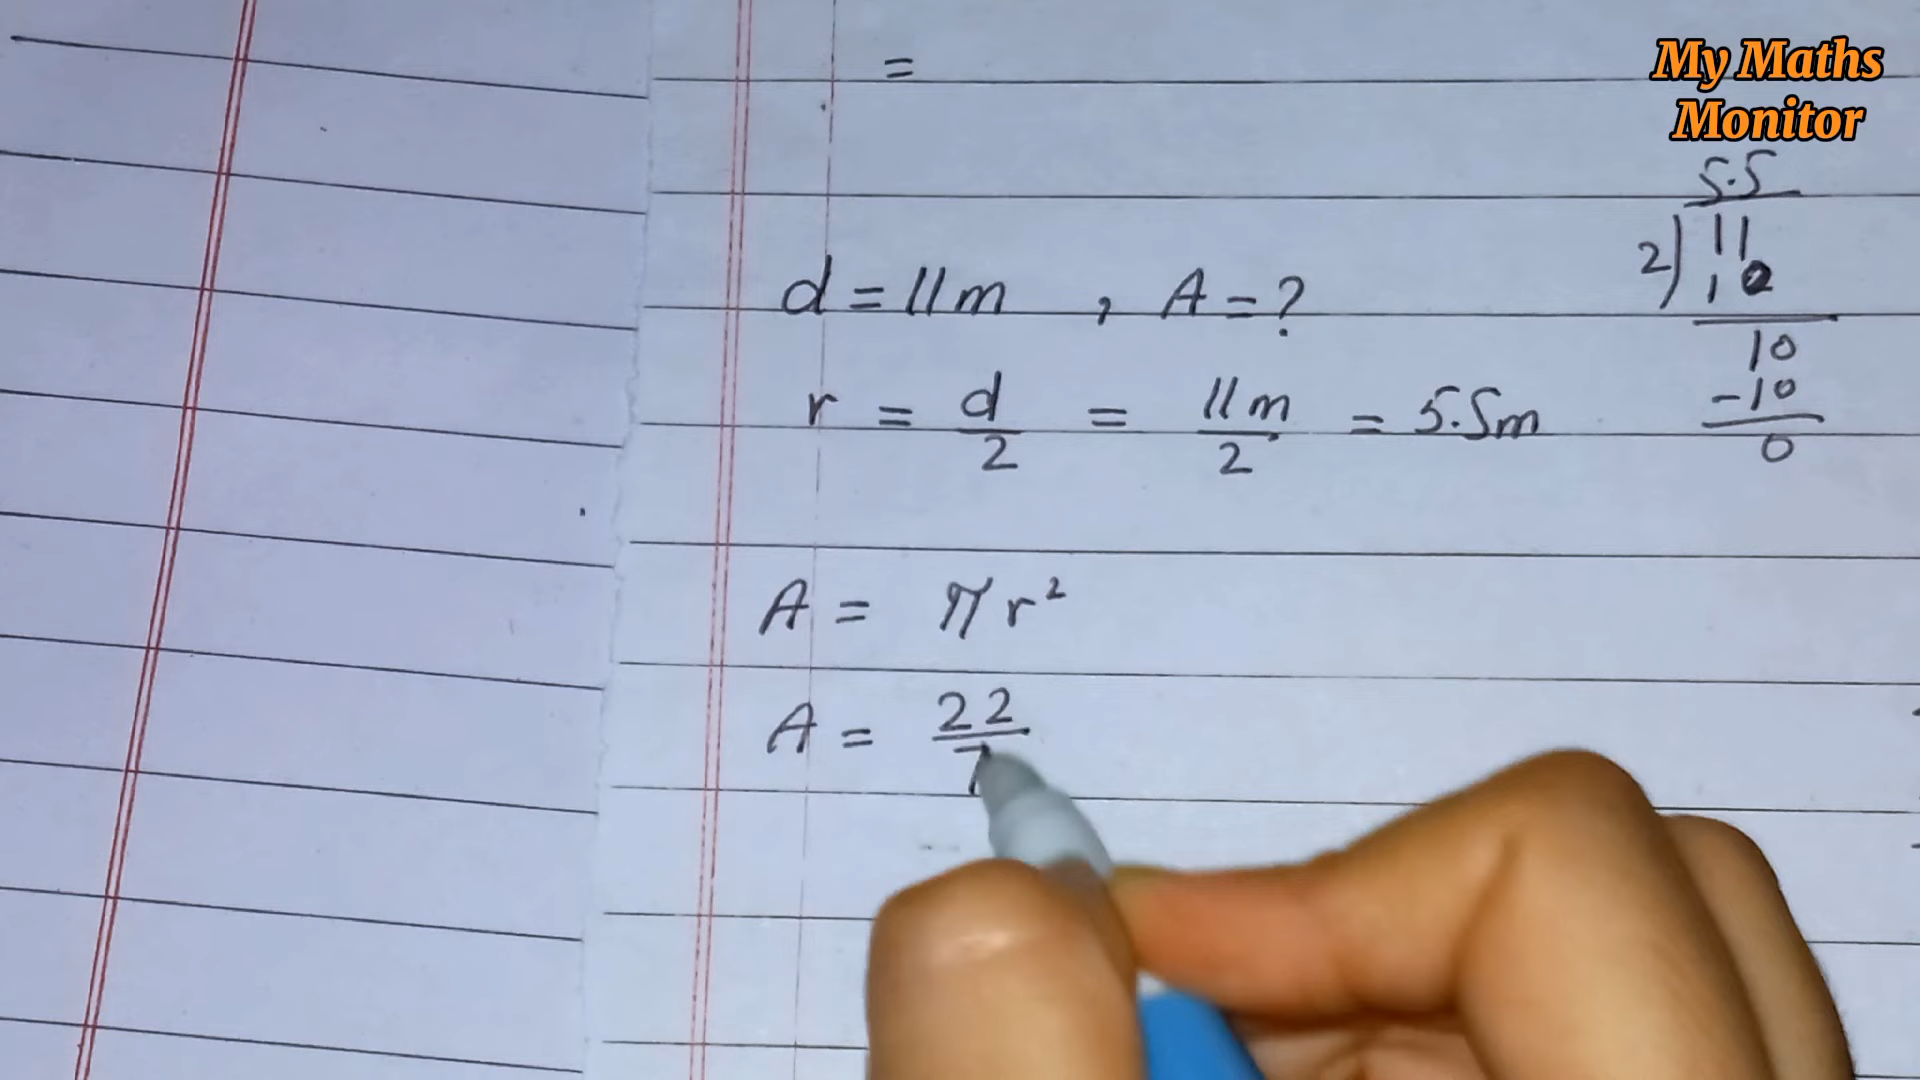 My Maths
Monitor
=
5.5
2) 11
10
10
-10
0
d = 11m , A = ?
r = d/2 = 11m/2 = 5.5m
A = πr²
A = 22/7